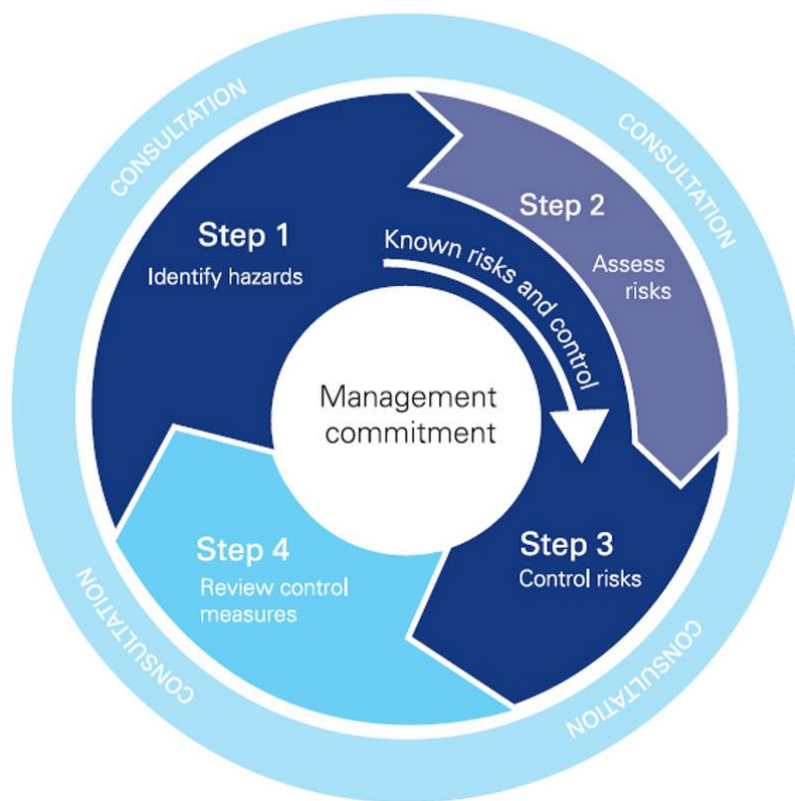 CONSULTATION
CONSULTATION
Step 1
Identify hazards
Step 2
Assess
risks
Known risks and control
Management
commitment
Step 3
Control risks
Step 4
Review control
measures
CONSULTATION
CONSULTATION